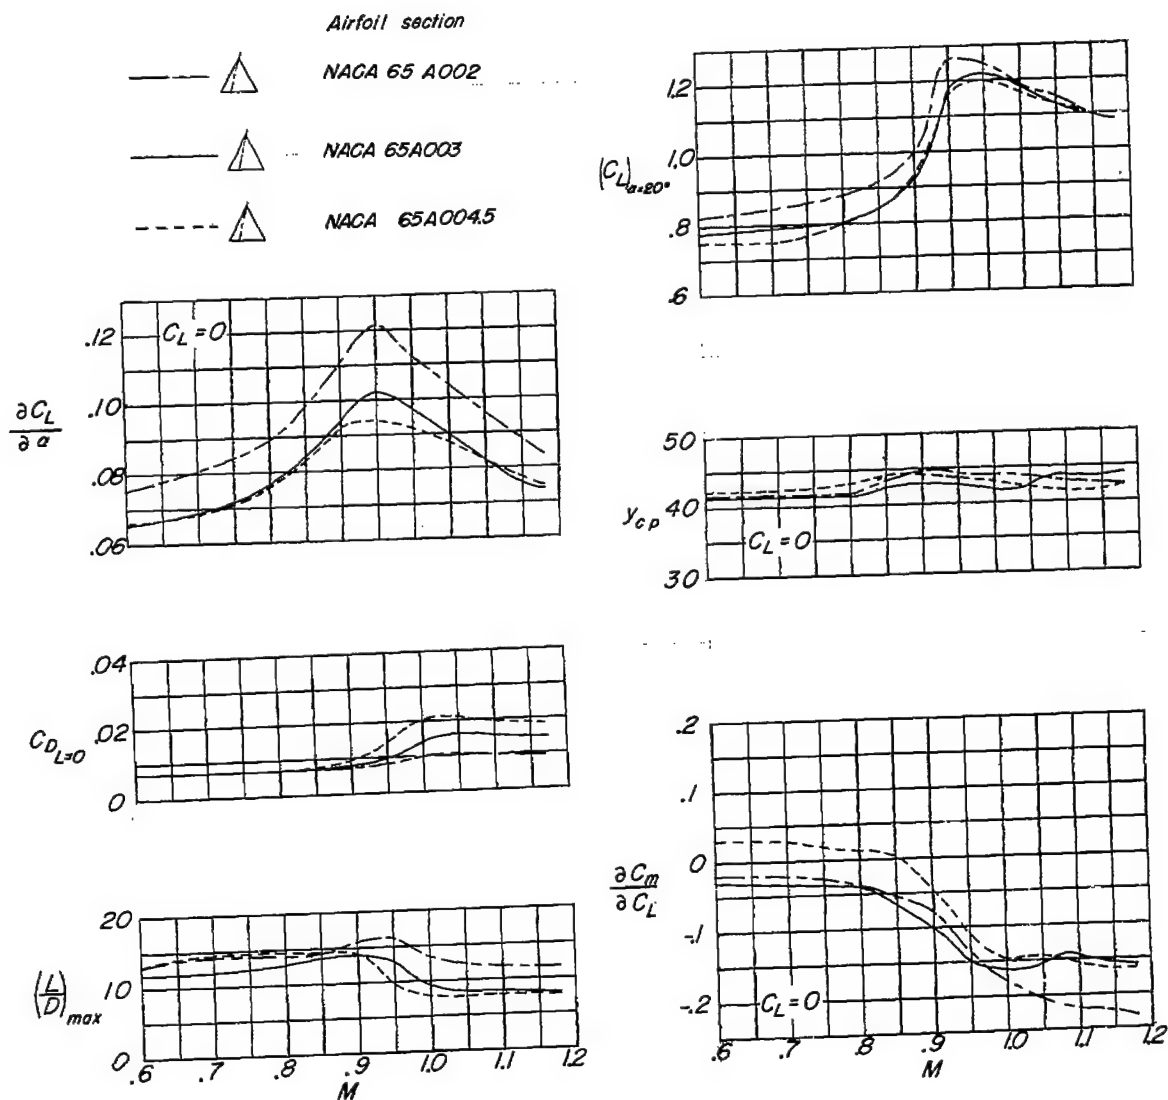 Airfoil section
NACA 65 A002
NACA 65A003
NACA 65A004.5
1.2
1.0
.8
.6
(C_L)α=20°
.12
.10
.08
.06
C_L = 0
∂C_L
∂α
50
40
30
y_cp
C_L = 0
.04
.02
0
C_D_L=0
.2
.1
0
-.1
-.2
∂C_m
∂C_L
C_L = 0
20
10
0
(L/D)max
.6 .7 .8 .9 1.0 1.1 1.2
M
.6 .7 .8 .9 1.0 1.1 1.2
M